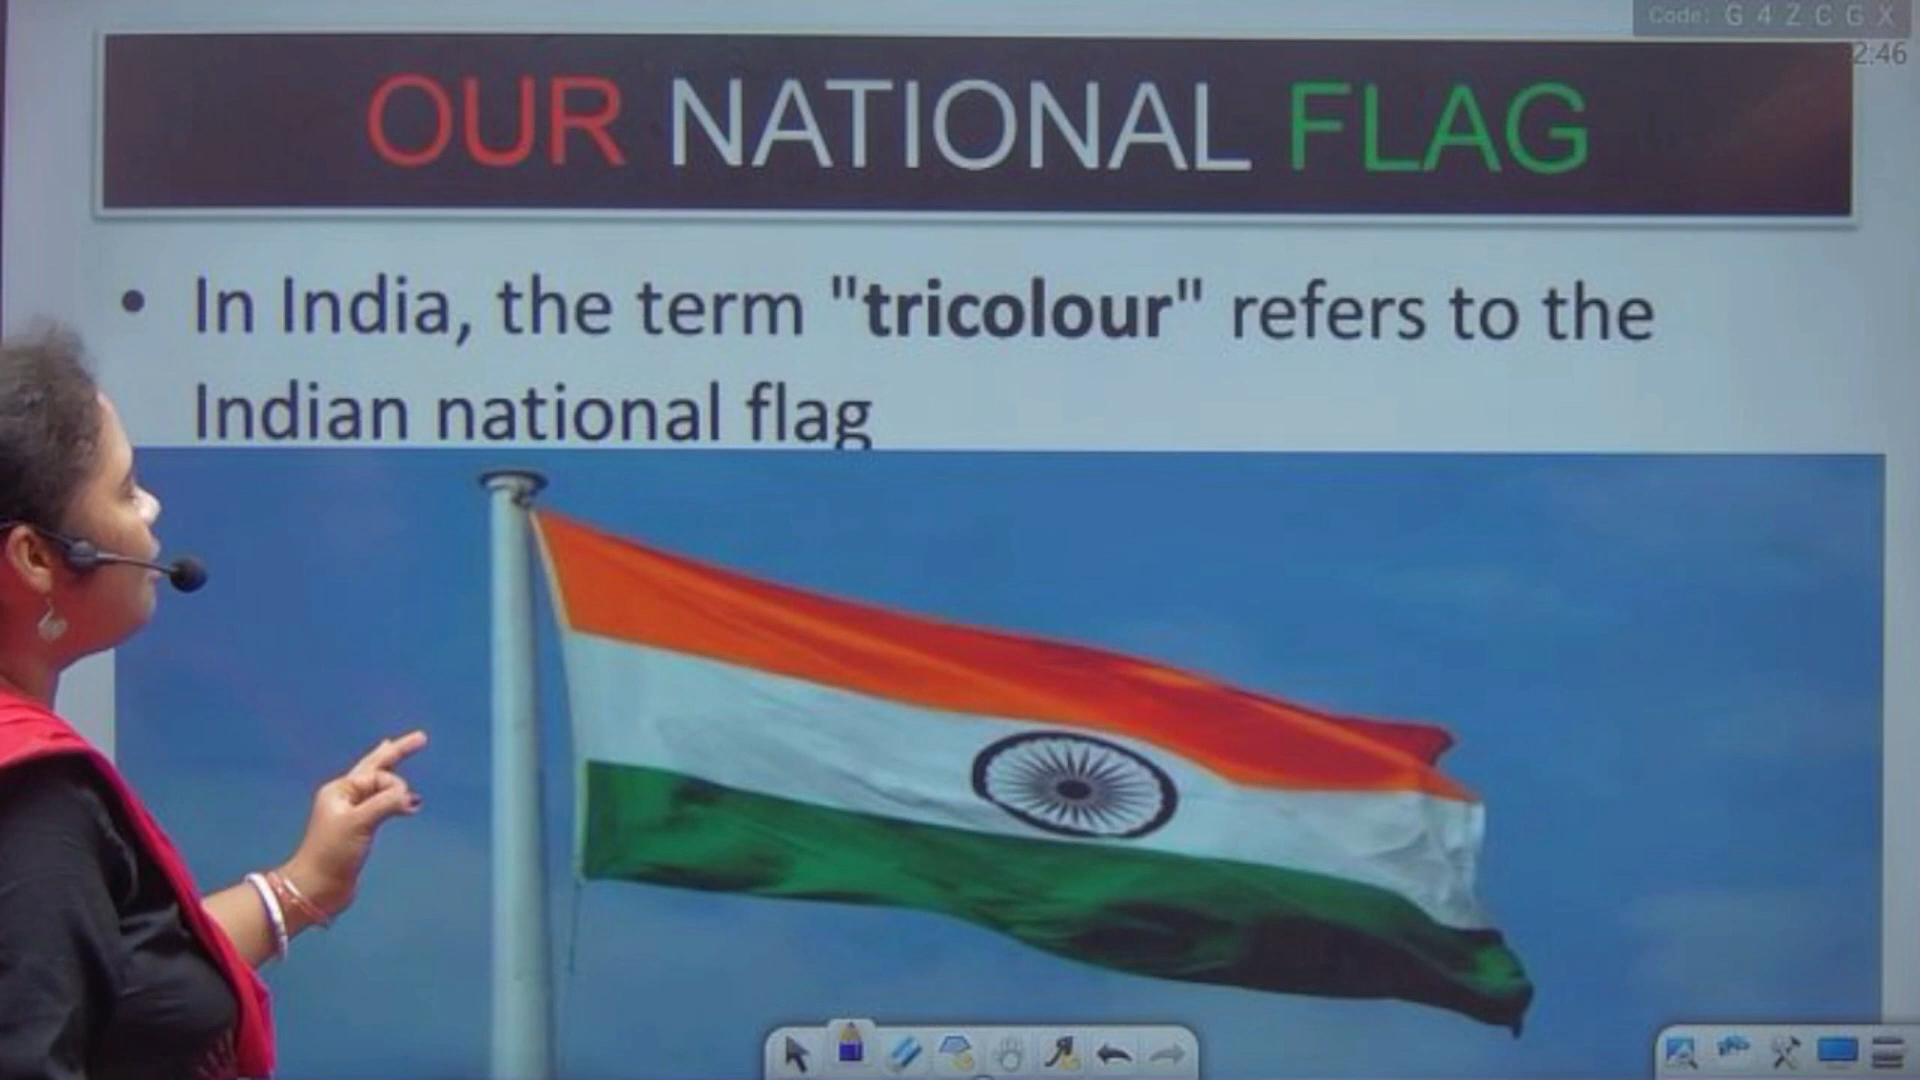 Code: G 4 Z C G X
2:46
OUR NATIONAL FLAG
• In India, the term "tricolour" refers to the
Indian national flag